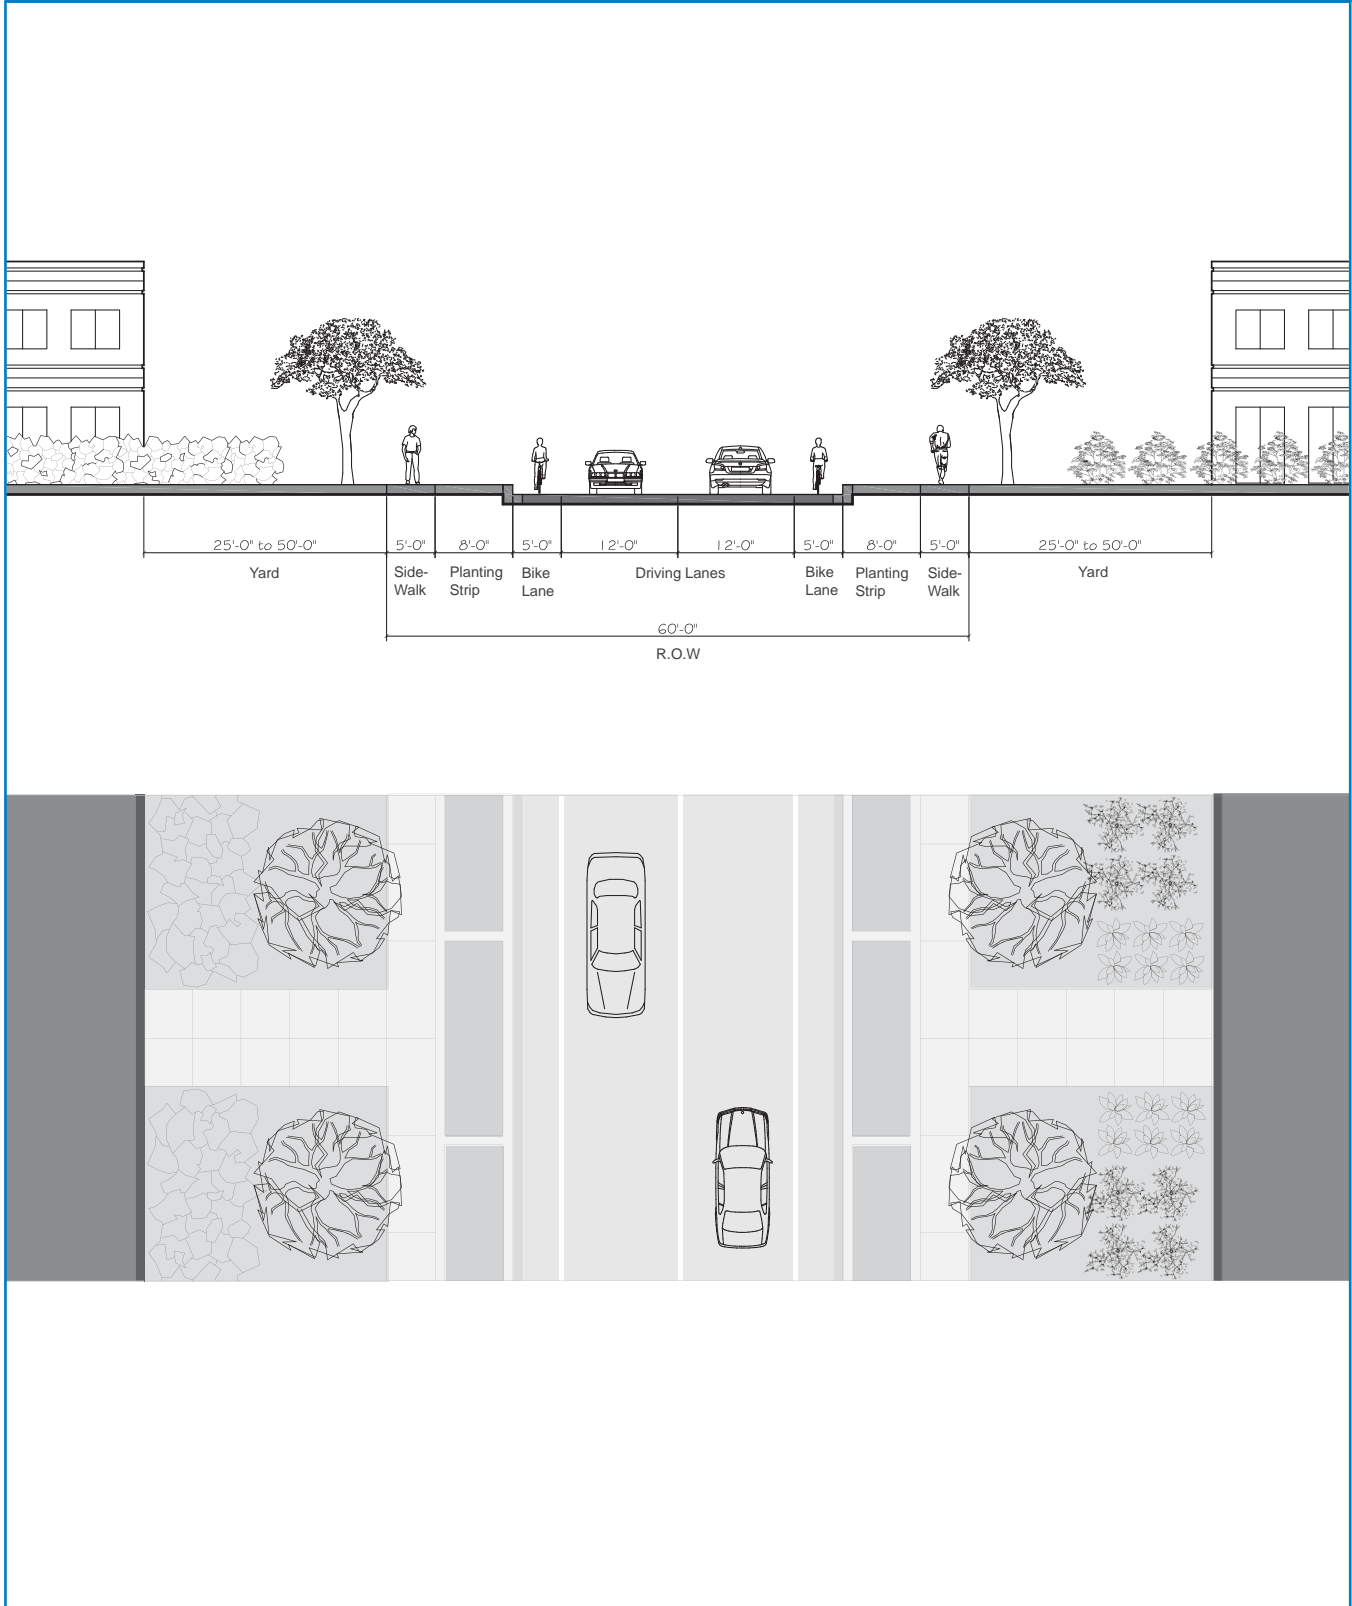 25'-0" to 50'-0" 5'-0" 8'-0" 5'-0" 12'-0" 12'-0" 5'-0" 8'-0" 5'-0" 25'-0" to 50'-0"
Yard
Side-
Walk
Planting
Strip
Bike
Lane
Driving Lanes
Bike
Lane
Planting
Strip
Side-
Walk
Yard
60'-0"
R.O.W